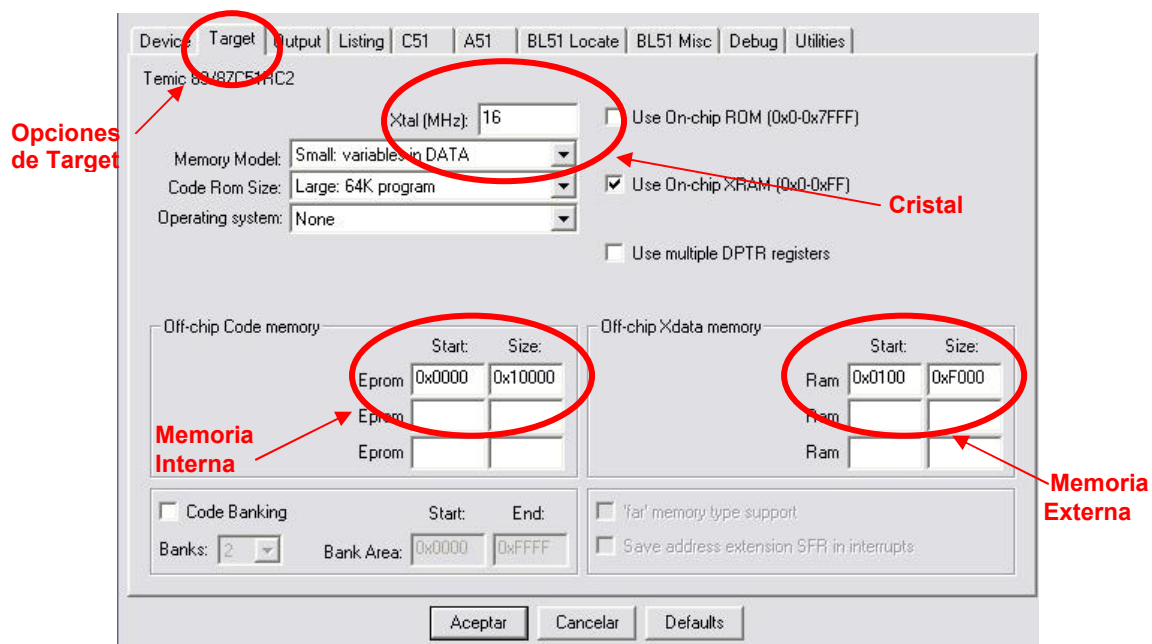 Device Target Output Listing C51 A51 BL51 Locate BL51 Misc Debug Utilities
Temic 89/87C51RC2
Opciones
de Target
Xtal (MHz): 16
Use On-chip ROM (0x0-0x7FFF)
Memory Model: Small: variables in DATA
Code Rom Size: Large: 64K program
Use On-chip XRAM (0x0-0xFF)
Cristal
Operating system: None
Use multiple DPTR registers
Off-chip Code memory
Start: Size:
Eprom 0x0000 0x10000
Eprom
Eprom
Memoria
Interna
Off-chip Xdata memory
Start: Size:
Ram 0x0100 0xF000
Ram
Ram
Memoria
Externa
Code Banking Start: End:
Banks: 2 Bank Area: 0x0000 0xFFFF
'far' memory type support
Save address extension SFR in interrupts
Aceptar Cancelar Defaults